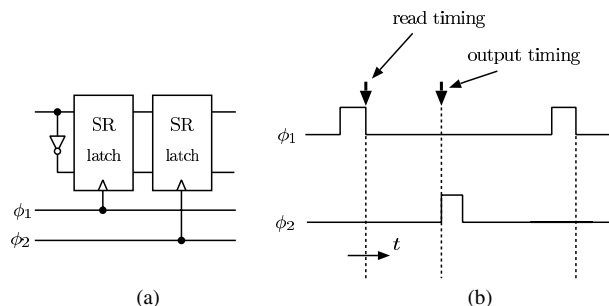 SR
latch
SR
latch
ϕ1
ϕ2
(a)
read timing
output timing
ϕ1
ϕ2
t
(b)